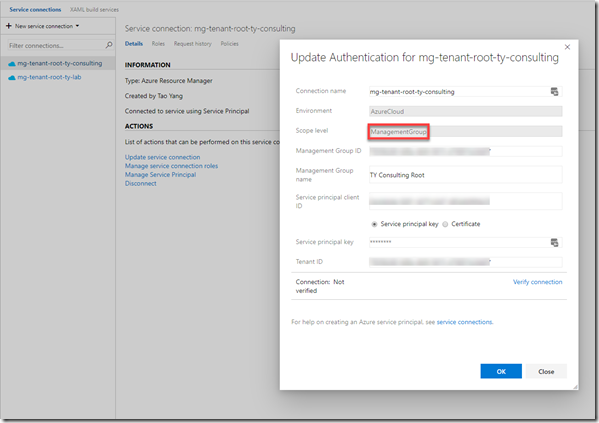 Service connections XAML build services
New service connection
Filter connections...
mg-tenant-root-ty-consulting
mg-tenant-root-ty-lab
Service connection: mg-tenant-root-ty-consulting
Details Roles Request history Policies
INFORMATION
Type: Azure Resource Manager
Created by Tao Yang
Connected to service using Service Principal
ACTIONS
List of actions that can be performed on this service co
Update service connection
Manage service connection roles
Manage Service Principal
Disconnect
Update Authentication for mg-tenant-root-ty-consulting
Connection name mg-tenant-root-ty-consulting
Environment AzureCloud
Scope level ManagementGroup
Management Group ID
Management Group
name TY Consulting Root
Service principal client
ID
Service principal key Certificate
Service principal key ********
Tenant ID
Connection: Not
verified Verify connection
For help on creating an Azure service principal, see service connections.
OK Close